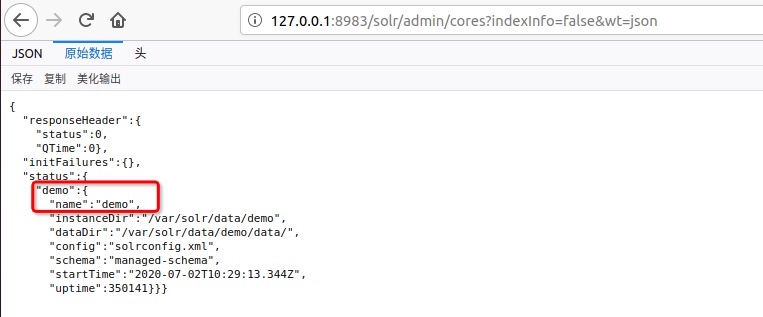 127.0.0.1:8983/solr/admin/cores?indexInfo=false&wt=json
JSON 原始数据 头
保存 复制 美化输出
{
"responseHeader":{
"status":0,
"QTime":0},
"initFailures":{},
"status":{
"demo":{
"name":"demo",
"instanceDir":"/var/solr/data/demo",
"dataDir":"/var/solr/data/demo/data/",
"config":"solrconfig.xml",
"schema":"managed-schema",
"startTime":"2020-07-02T10:29:13.344Z",
"uptime":350141}}}